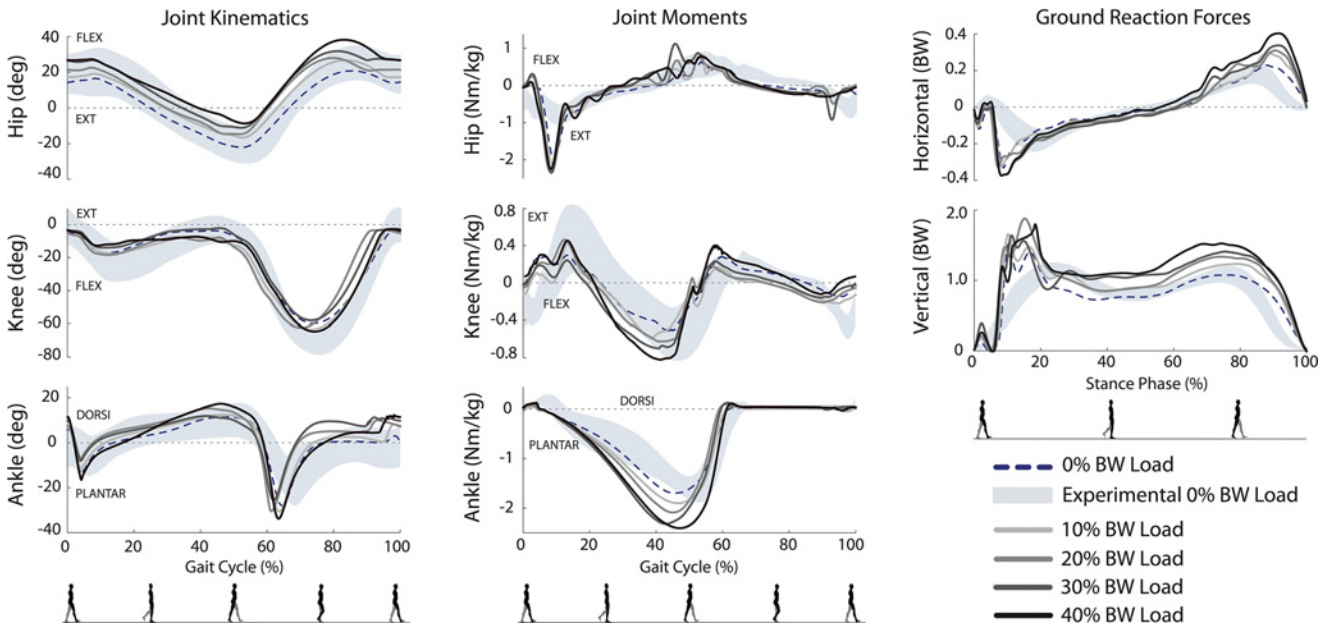 Joint Kinematics
Hip (deg)
40
20
0
-20
-40
FLEX
EXT
Knee (deg)
0
-20
-40
-60
-80
EXT
FLEX
Ankle (deg)
20
0
-20
-40
DORSI
PLANTAR
0 20 40 60 80 100
Gait Cycle (%)
Joint Moments
Hip (Nm/kg)
1
0
-1
-2
FLEX
EXT
Knee (Nm/kg)
0.8
0.4
0
-0.4
-0.8
EXT
FLEX
Ankle (Nm/kg)
0
-1
-2
DORSI
PLANTAR
0 20 40 60 80 100
Gait Cycle (%)
Ground Reaction Forces
Horizontal (BW)
0.4
0.2
0
-0.2
-0.4
Vertical (BW)
2.0
1.0
0
0 20 40 60 80 100
Stance Phase (%)
0% BW Load
Experimental 0% BW Load
10% BW Load
20% BW Load
30% BW Load
40% BW Load